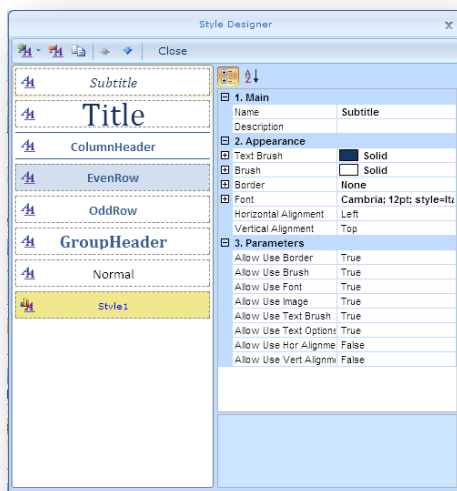 Style Designer
Close
Subtitle
Title
ColumnHeader
EvenRow
OddRow
GroupHeader
Normal
Style1
1. Main
Name Subtitle
Description
2. Appearance
Text Brush Solid
Brush Solid
Border None
Font Cambria; 12pt; style=Ita
Horizontal Alignment Left
Vertical Alignment Top
3. Parameters
Allow Use Border True
Allow Use Brush True
Allow Use Font True
Allow Use Image True
Allow Use Text Brush True
Allow Use Text Options True
Allow Use Hor Alignme False
Allow Use Vert Alignm False